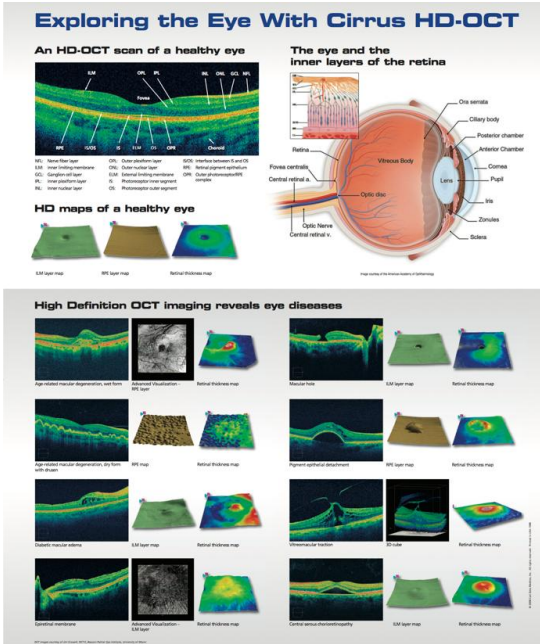 Exploring the Eye With Cirrus HD-OCT
An HD-OCT scan of a healthy eye
ILM
OPL
IPL
INL
ONL
GCL
NFL
Fovea
RPE
IS/OS
IS
ELM
OS
OPR
Choroid
NFL: Nerve fiber layer
ILM: Inner limiting membrane
GCL: Ganglion cell layer
IPL: Inner plexiform layer
INL: Inner nuclear layer
OPL: Outer plexiform layer
ONL: Outer nuclear layer
ELM: External limiting membrane
IS: Photoreceptor inner segment
OS: Photoreceptor outer segment
IS/OS: Interface between IS and OS
RPE: Retinal pigment epithelium
OPR: Outer photoreceptor/RPE
complex
HD maps of a healthy eye
ILM layer map
RPE layer map
Retinal thickness map
The eye and the
inner layers of the retina
Ora serrata
Ciliary body
Posterior chamber
Anterior Chamber
Cornea
Pupil
Lens
Iris
Zonules
Sclera
Retina
Vitreous Body
Fovea centralis
Central retinal a.
Optic disc
Optic Nerve
Central retinal v.
Image courtesy of the American Academy of Ophthalmology
High Definition OCT imaging reveals eye diseases
Age-related macular degeneration, wet form
Advanced Visualization –
RPE layer
Retinal thickness map
Macular hole
ILM layer map
Retinal thickness map
Age-related macular degeneration, dry form
with drusen
RPE map
Retinal thickness map
Pigment epithelial detachment
RPE layer map
Retinal thickness map
Diabetic macular edema
ILM layer map
Retinal thickness map
Vitreomacular traction
3D cube
Retinal thickness map
Epiretinal membrane
Advanced Visualization –
ILM layer
Retinal thickness map
Central serous chorioretinopathy
ILM layer map
Retinal thickness map